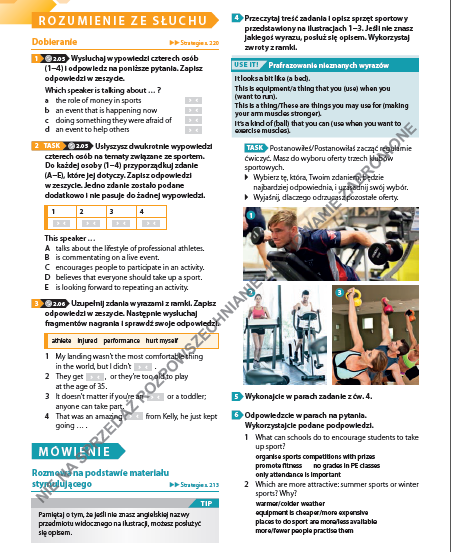 ROZUMIENIE ZE SŁUCHU
Dobieranie
Strategie s. 220
1 2.05 Wysłuchaj wypowiedzi czterech osób
(1–4) i odpowiedz na poniższe pytania. Zapisz
odpowiedzi w zeszycie.
Which speaker is talking about … ?
a the role of money in sports
b an event that is happening now
c doing something they were afraid of
d an event to help others
2 TASK 2.05 Usłyszysz dwukrotnie wypowiedzi
czterech osób na tematy związane ze sportem.
Do każdej osoby (1–4) przyporządkuj zdanie
(A–E), które jej dotyczy. Zapisz odpowiedzi
w zeszycie. Jedno zdanie zostało podane
dodatkowo i nie pasuje do żadnej wypowiedzi.
1 2 3 4
This speaker …
A talks about the lifestyle of professional athletes.
B is commentating on a live event.
C encourages people to participate in an activity.
D believes that everyone should take up a sport.
E is looking forward to repeating an activity.
3 2.06 Uzupełnij zdania wyrazami z ramki. Zapisz
odpowiedzi w zeszycie. Następnie wysłuchaj
fragmentów nagrania i sprawdź swoje odpowiedzi.
athlete injured performance hurt myself
1 My landing wasn't the most comfortable thing
in the world, but I didn't .
2 They get , or they're too old to play
at the age of 35.
3 It doesn't matter if you're an or a toddler;
anyone can take part.
4 That was an amazing from Kelly, he just kept
going … .
MÓWIENIE
Rozmowa na podstawie materiału
stymulującego
Strategie s. 213
TIP
Pamiętaj o tym, że jeśli nie znasz angielskiej nazwy
przedmiotu widocznego na ilustracji, możesz posłużyć
się opisem.
4 Przeczytaj treść zadania i opisz sprzęt sportowy
przedstawiony na ilustracjach 1–3. Jeśli nie znasz
jakiegoś wyrazu, posłuż się opisem. Wykorzystaj
zwroty z ramki.
USE IT! Parafrazowanie nieznanych wyrazów
It looks a bit like (a bed).
This is equipment/a thing that you (use) when you
(want to run).
This is a thing/These are things you may use for (making
your arm muscles stronger).
It's a kind of (ball) that you can (use when you want to
exercise muscles).
TASK Postanowiłeś/Postanowiłaś zacząć regularnie
ćwiczyć. Masz do wyboru oferty trzech klubów
sportowych.
Wybierz tę, która, Twoim zdaniem, będzie
najbardziej odpowiednia, i uzasadnij swój wybór.
Wyjaśnij, dlaczego odrzucasz pozostałe oferty.
1
2
3
5 Wykonajcie w parach zadanie z ćw. 4.
6 Odpowiedzcie w parach na pytania.
Wykorzystajcie podane podpowiedzi.
1 What can schools do to encourage students to take
up sport?
organise sports competitions with prizes
promote fitness no grades in PE classes
only attendance is important
2 Which are more attractive: summer sports or winter
sports? Why?
warmer/colder weather
equipment is cheaper/more expensive
places to do sport are more/less available
more/fewer people practise them